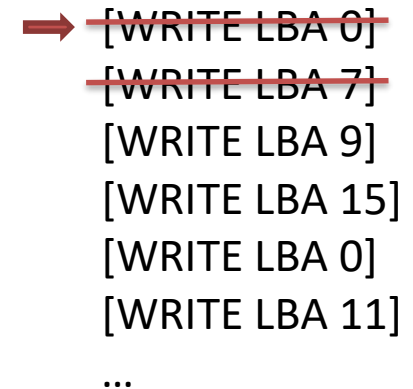 [WRITE LBA 0]
[WRITE LBA 7]
[WRITE LBA 9]
[WRITE LBA 15]
[WRITE LBA 0]
[WRITE LBA 11]
...